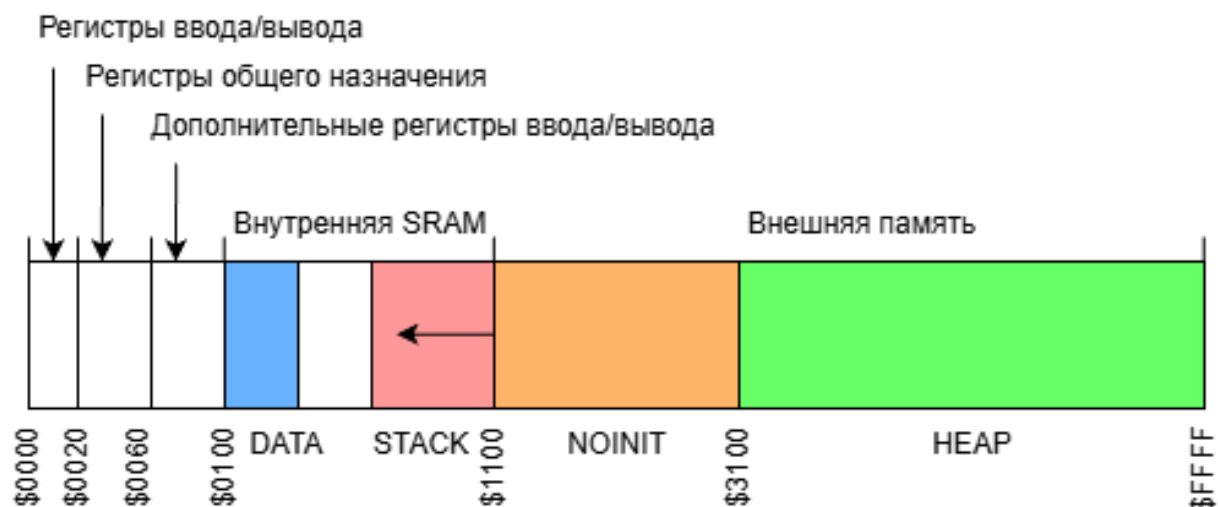 Регистры ввода/вывода
Регистры общего назначения
Дополнительные регистры ввода/вывода
Внутренняя SRAM
Внешняя память
DATA
STACK
NOINIT
HEAP
$0000
$0020
$0060
$0100
$1100
$3100
$FFFF